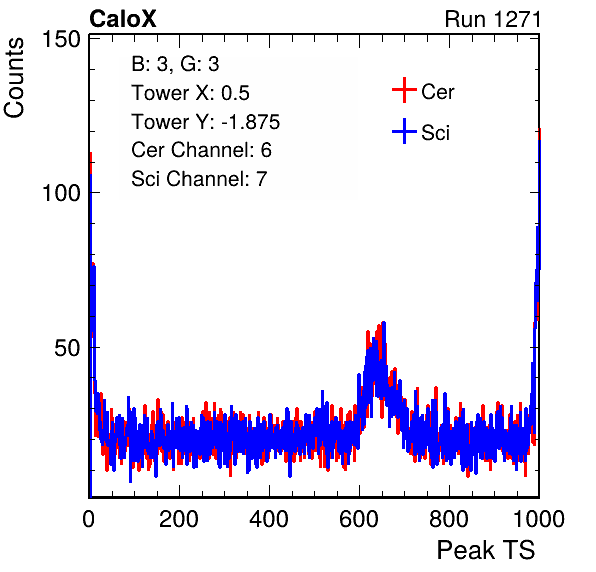 CaloX Run 1271
150
Counts
B: 3, G: 3
Tower X: 0.5
Tower Y: -1.875
Cer Channel: 6
Sci Channel: 7
Cer
Sci
100
50
0 200 400 600 800 1000
Peak TS